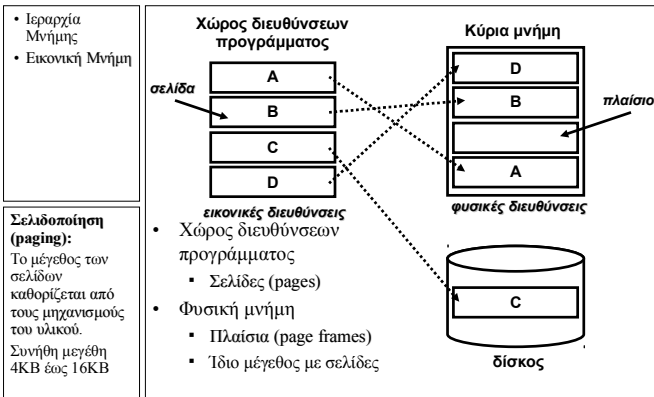 • Ιεραρχία
Μνήμης
• Εικονική Μνήμη
Σελιδοποίηση
(paging):
Το μέγεθος των
σελίδων
καθορίζεται από
τους μηχανισμούς
του υλικού.
Συνήθη μεγέθη
4KB έως 16KB
Χώρος διευθύνσεων
προγράμματος
σελίδα
A
B
C
D
εικονικές διευθύνσεις
Κύρια μνήμη
D
B
A
πλαίσιο
φυσικές διευθύνσεις
C
δίσκος
• Χώρος διευθύνσεων
προγράμματος
▪ Σελίδες (pages)
• Φυσική μνήμη
▪ Πλαίσια (page frames)
▪ Ίδιο μέγεθος με σελίδες